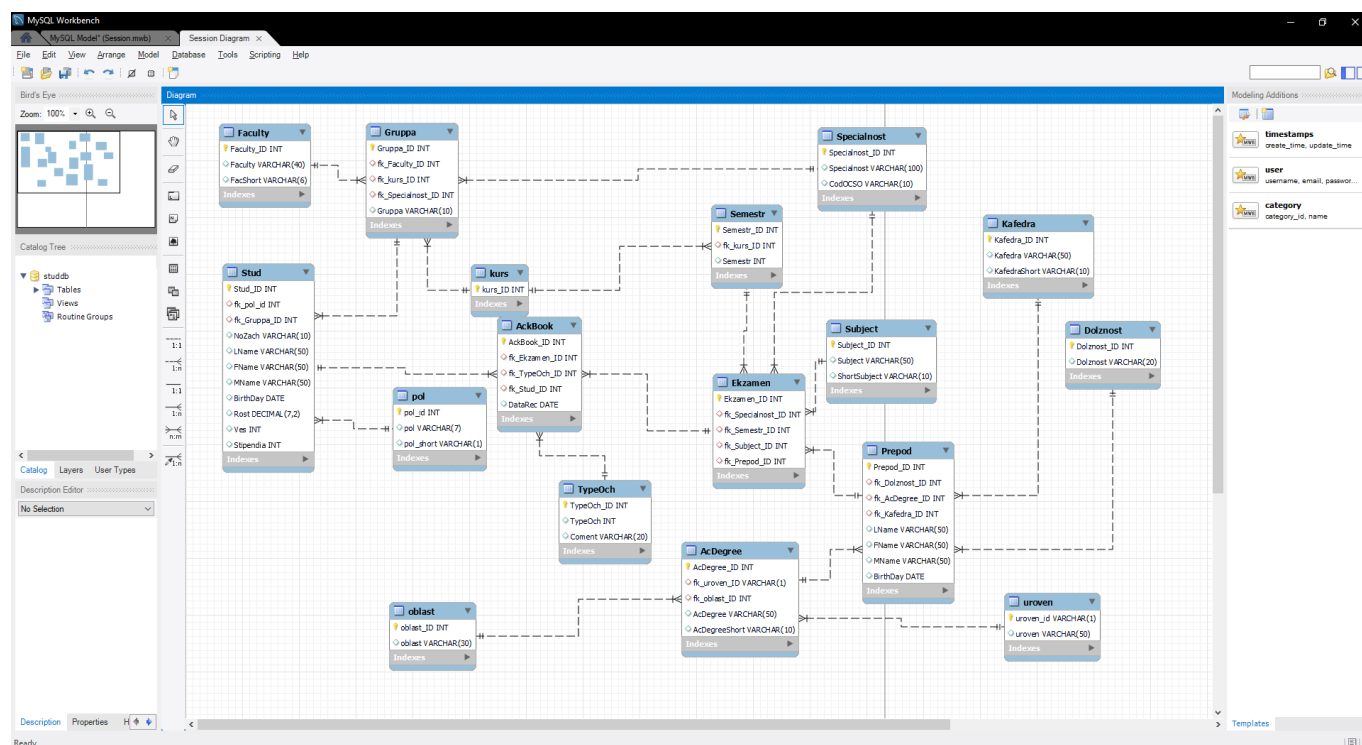 MySQL Workbench
MySQL Model* (Session.mwb)
Session Diagram
File Edit View Arrange Model Database Tools Scripting Help
Bird's Eye
Zoom: 100%
Catalog Tree
studdb
Tables
Views
Routine Groups
Catalog Layers User Types
Description Editor
No Selection
Description Properties H
Ready
Diagram
1:1
1:n
1:1
1:n
n:m
1:n
Faculty
Faculty_ID INT
Faculty VARCHAR(40)
FacShort VARCHAR(6)
Indexes
Gruppa
Gruppa_ID INT
fk_Faculty_ID INT
fk_kurs_ID INT
fk_Specialnost_ID INT
Gruppa VARCHAR(10)
Indexes
Specialnost
Specialnost_ID INT
Specialnost VARCHAR(100)
CodOCSO VARCHAR(10)
Indexes
Semestr
Semestr_ID INT
fk_kurs_ID INT
Semestr INT
Indexes
Kafedra
Kafedra_ID INT
Kafedra VARCHAR(50)
KafedraShort VARCHAR(10)
Indexes
Stud
Stud_ID INT
fk_pol_id INT
fk_Gruppa_ID INT
NoZach VARCHAR(10)
LName VARCHAR(50)
FName VARCHAR(50)
MName VARCHAR(50)
BirthDay DATE
Rost DECIMAL(7,2)
Ves INT
Stipendia INT
Indexes
kurs
kurs_ID INT
Indexes
AckBook
AckBook_ID INT
fk_Ekzamen_ID INT
fk_TypeOch_ID INT
fk_Stud_ID INT
DataRec DATE
Indexes
Subject
Subject_ID INT
Subject VARCHAR(50)
ShortSubject VARCHAR(10)
Indexes
Dolznost
Dolznost_ID INT
Dolznost VARCHAR(20)
Indexes
pol
pol_id INT
pol VARCHAR(7)
pol_short VARCHAR(1)
Indexes
Ekzamen
Ekzamen_ID INT
fk_Specialnost_ID INT
fk_Semestr_ID INT
fk_Subject_ID INT
fk_Prepod_ID INT
Indexes
Prepod
Prepod_ID INT
fk_Dolznost_ID INT
fk_AcDegree_ID INT
fk_Kafedra_ID INT
LName VARCHAR(50)
FName VARCHAR(50)
MName VARCHAR(50)
BirthDay DATE
Indexes
TypeOch
TypeOch_ID INT
TypeOch INT
Coment VARCHAR(20)
Indexes
AcDegree
AcDegree_ID INT
fk_uroven_ID VARCHAR(1)
fk_oblast_ID INT
AcDegree VARCHAR(50)
AcDegreeShort VARCHAR(10)
Indexes
oblast
oblast_ID INT
oblast VARCHAR(30)
Indexes
uroven
uroven_id VARCHAR(1)
uroven VARCHAR(50)
Indexes
Modeling Additions
timestamps
create_time, update_time
user
username, email, passwor...
category
category_id, name
Templates